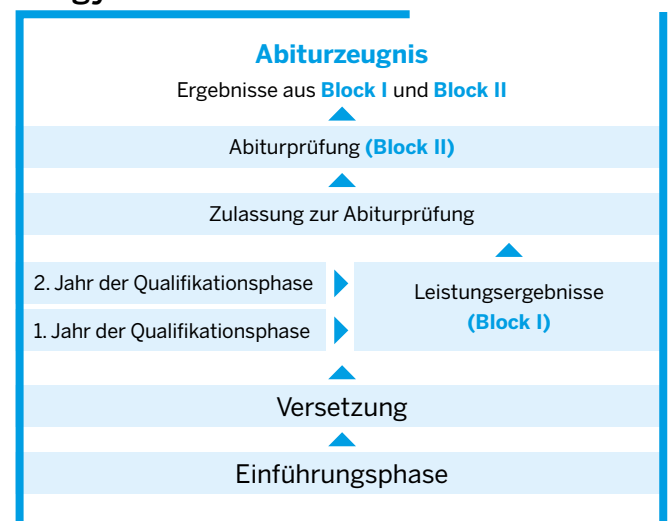 Abiturzeugnis
Ergebnisse aus Block I und Block II
Abiturprüfung (Block II)
Zulassung zur Abiturprüfung
2. Jahr der Qualifikationsphase
1. Jahr der Qualifikationsphase
Leistungsergebnisse
(Block I)
Versetzung
Einführungsphase